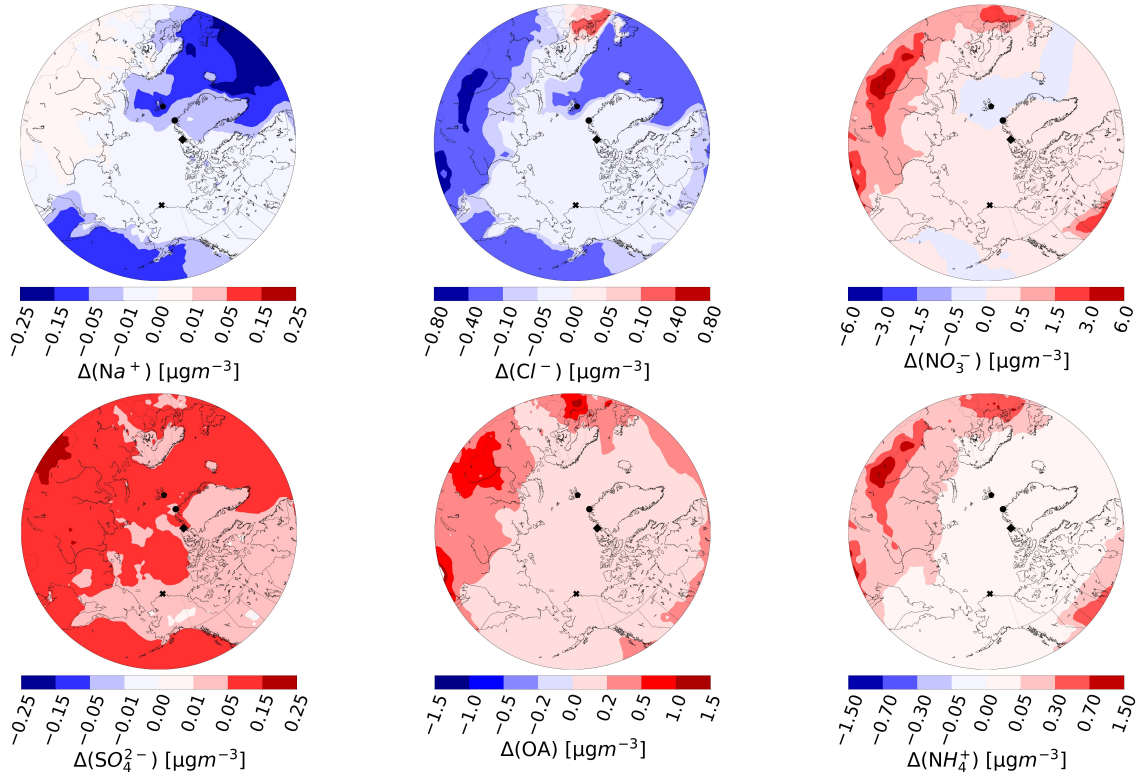 −0.25 −0.15 −0.05 −0.01 0.00 0.01 0.05 0.15 0.25
Δ(Na⁺) [μgm⁻³]
−0.80 −0.40 −0.10 −0.05 0.00 0.05 0.10 0.40 0.80
Δ(Cl⁻) [μgm⁻³]
−6.0 −3.0 −1.5 −0.5 0.0 0.5 1.5 3.0 6.0
Δ(NO₃⁻) [μgm⁻³]
−0.25 −0.15 −0.05 −0.01 0.00 0.01 0.05 0.15 0.25
Δ(SO₄²⁻) [μgm⁻³]
−1.5 −1.0 −0.5 −0.2 0.0 0.2 0.5 1.0 1.5
Δ(OA) [μgm⁻³]
−1.50 −0.70 −0.30 −0.05 0.00 0.05 0.30 0.70 1.50
Δ(NH₄⁺) [μgm⁻³]